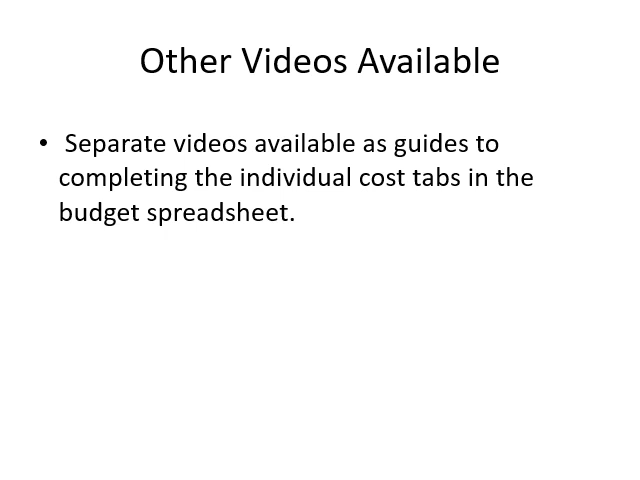 Other Videos Available
• Separate videos available as guides to
completing the individual cost tabs in the
budget spreadsheet.